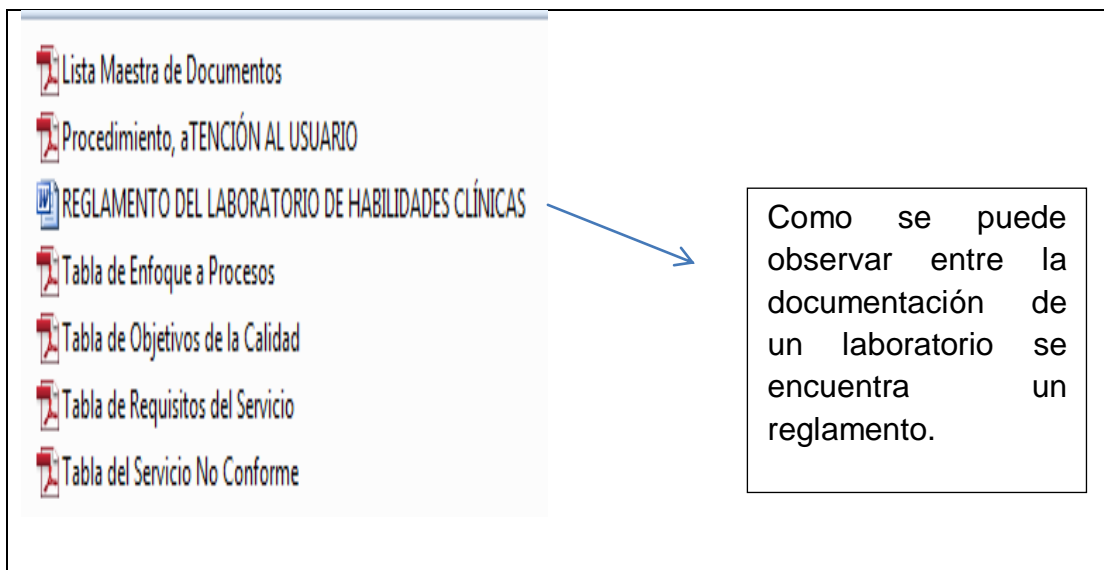 Lista Maestra de Documentos
Procedimiento, aTENCIÓN AL USUARIO
REGLAMENTO DEL LABORATORIO DE HABILIDADES CLÍNICAS
Tabla de Enfoque a Procesos
Tabla de Objetivos de la Calidad
Tabla de Requisitos del Servicio
Tabla del Servicio No Conforme
Como se puede
observar entre la
documentación de
un laboratorio se
encuentra un
reglamento.